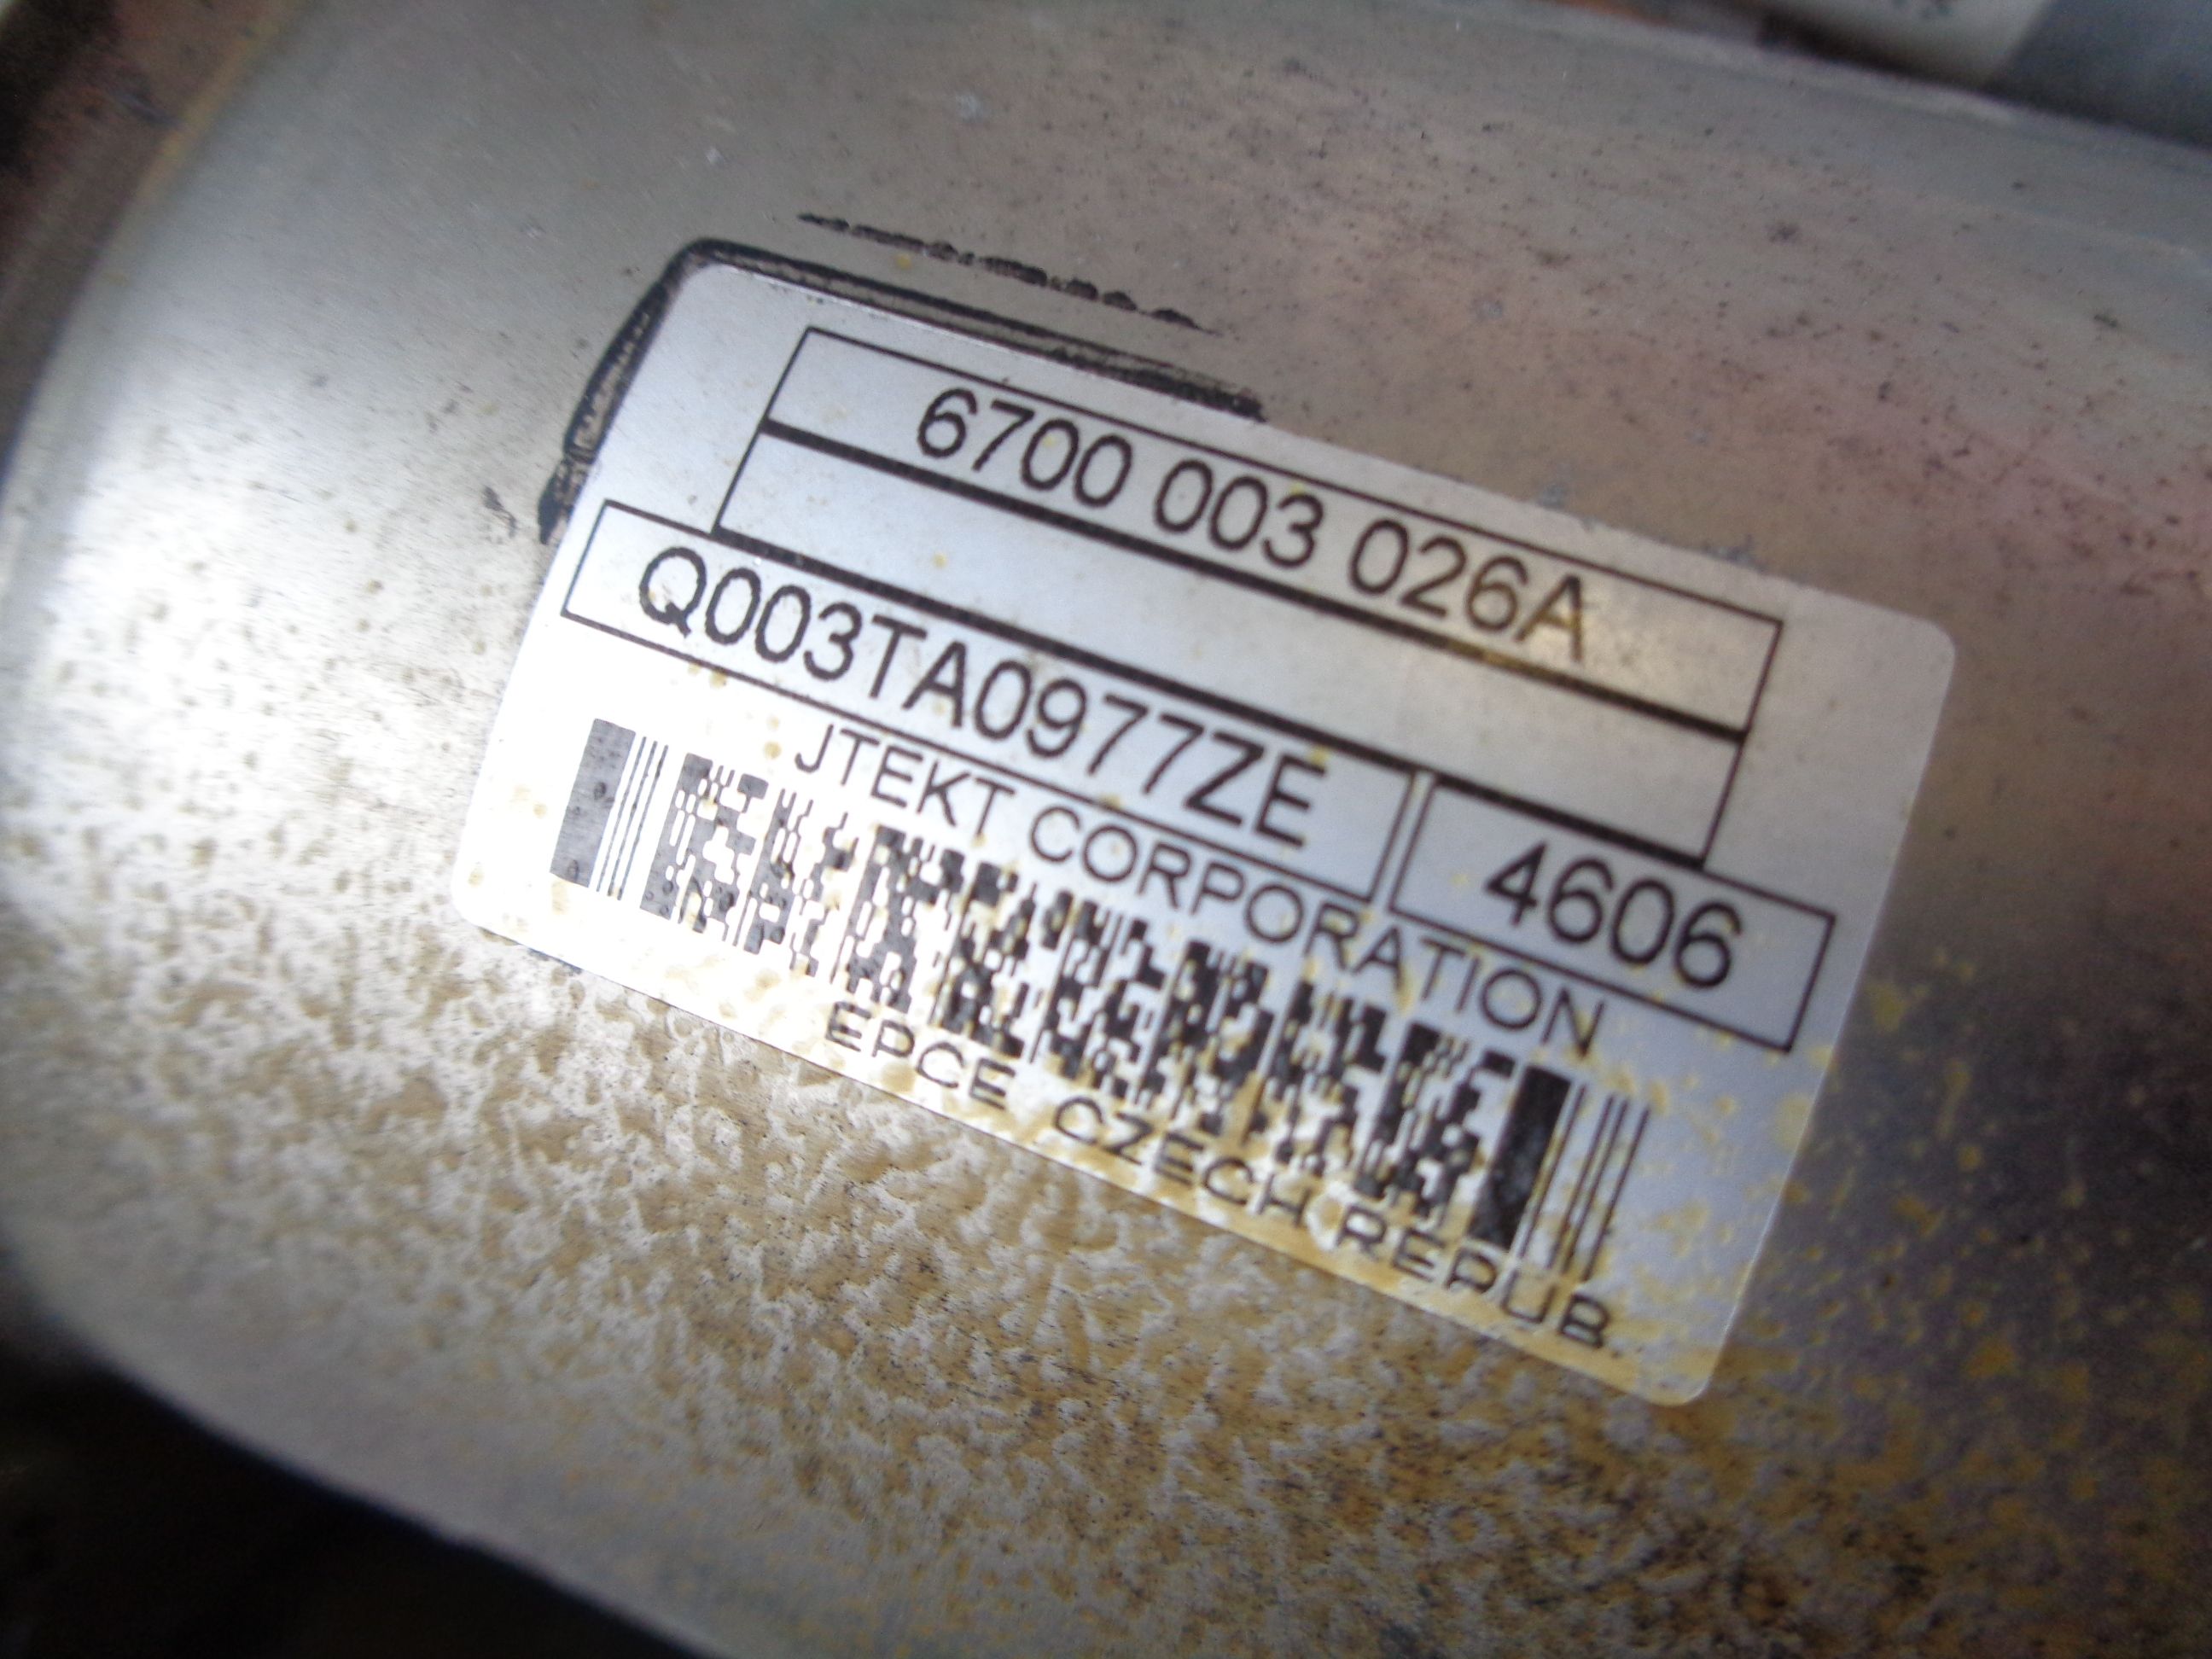 6700 003 026A
Q003TA0977ZE 4606
JTEKT CORPORATION
EPCE CZECH REPUB.